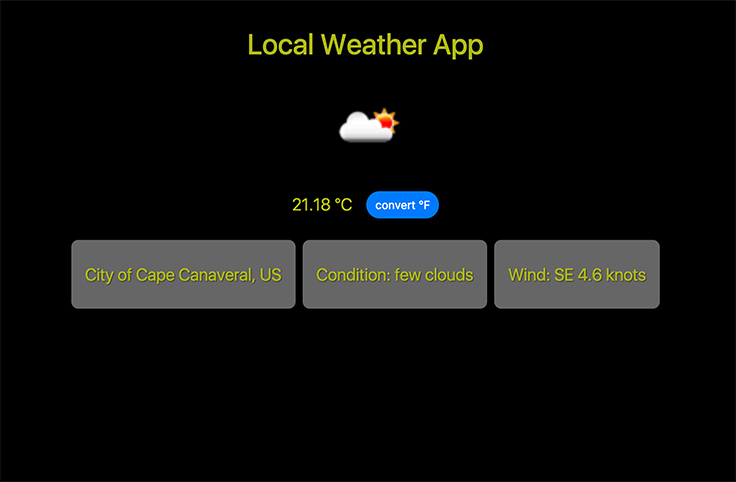 Local Weather App
21.18 °C convert °F
City of Cape Canaveral, US
Condition: few clouds
Wind: SE 4.6 knots